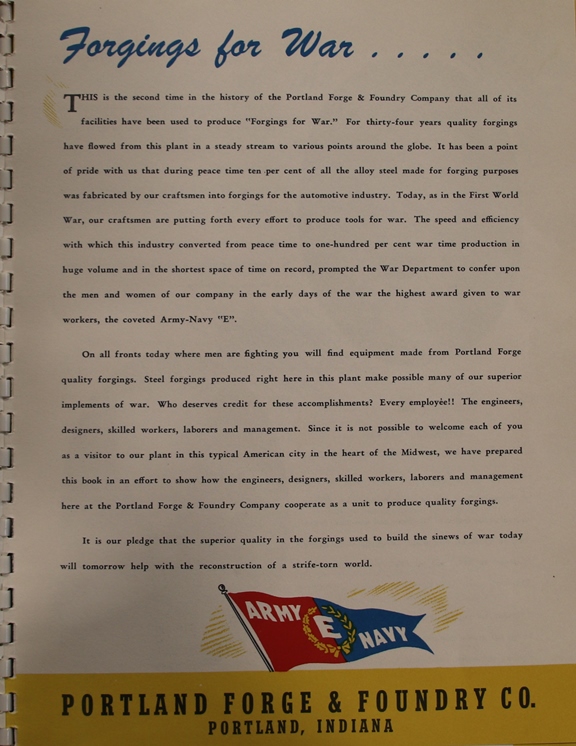 Forgings for War . . . . .
THIS is the second time in the history of the Portland Forge & Foundry Company that all of its
facilities have been used to produce "Forgings for War." For thirty-four years quality forgings
have flowed from this plant in a steady stream to various points around the globe. It has been a point
of pride with us that during peace time ten per cent of all the alloy steel made for forging purposes
was fabricated by our craftsmen into forgings for the automotive industry. Today, as in the First World
War, our craftsmen are putting forth every effort to produce tools for war. The speed and efficiency
with which this industry converted from peace time to one-hundred per cent war time production in
huge volume and in the shortest space of time on record, prompted the War Department to confer upon
the men and women of our company in the early days of the war the highest award given to war
workers, the coveted Army-Navy "E".
On all fronts today where men are fighting you will find equipment made from Portland Forge
quality forgings. Steel forgings produced right here in this plant make possible many of our superior
implements of war. Who deserves credit for these accomplishments? Every employee!! The engineers,
designers, skilled workers, laborers and management. Since it is not possible to welcome each of you
as a visitor to our plant in this typical American city in the heart of the Midwest, we have prepared
this book in an effort to show how the engineers, designers, skilled workers, laborers and management
here at the Portland Forge & Foundry Company cooperate as a unit to produce quality forgings.
It is our pledge that the superior quality in the forgings used to build the sinews of war today
will tomorrow help with the reconstruction of a strife-torn world.
ARMY E NAVY
PORTLAND FORGE & FOUNDRY CO.
PORTLAND, INDIANA